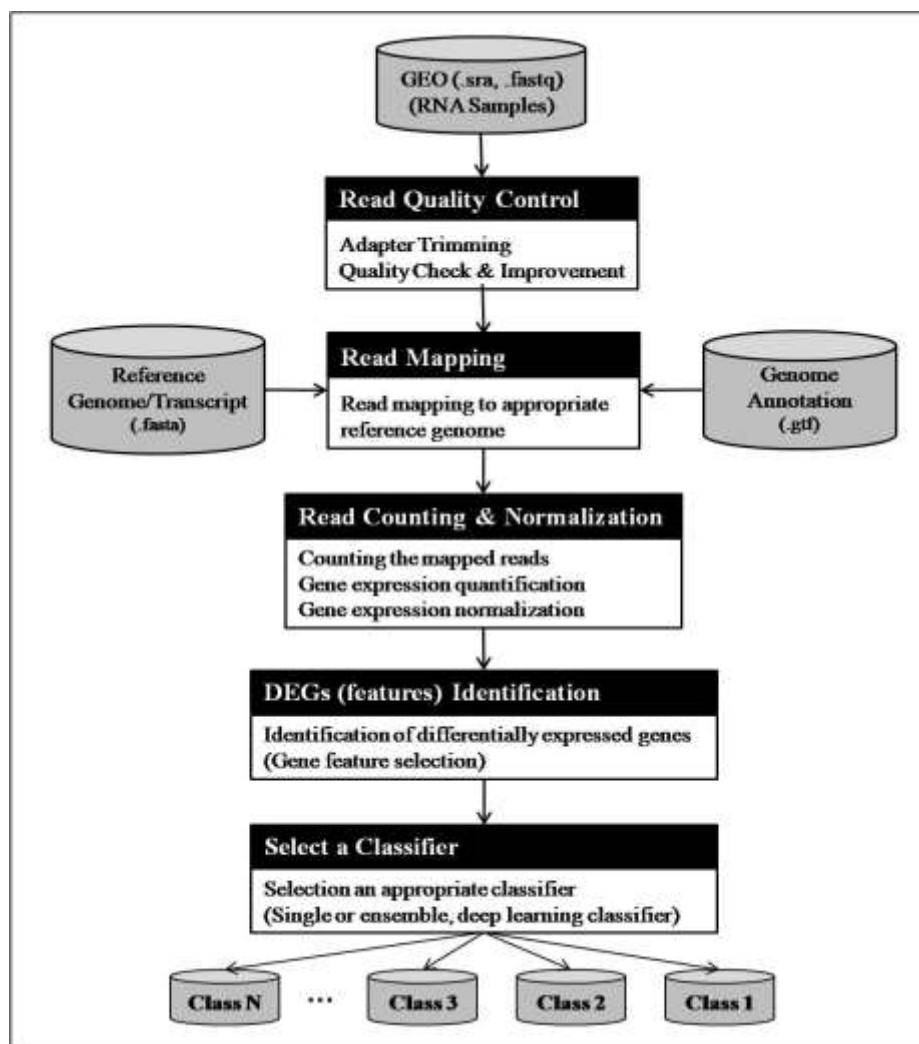 GEO (.sra, .fastq)
(RNA Samples)
Read Quality Control
Adapter Trimming
Quality Check & Improvement
Reference
Genome/Transcript
(.fasta)
Read Mapping
Read mapping to appropriate
reference genome
Genome
Annotation
(.gtf)
Read Counting & Normalization
Counting the mapped reads
Gene expression quantification
Gene expression normalization
DEGs (features) Identification
Identification of differentially expressed genes
(Gene feature selection)
Select a Classifier
Selection an appropriate classifier
(Single or ensemble, deep learning classifier)
Class N ... Class 3 Class 2 Class 1